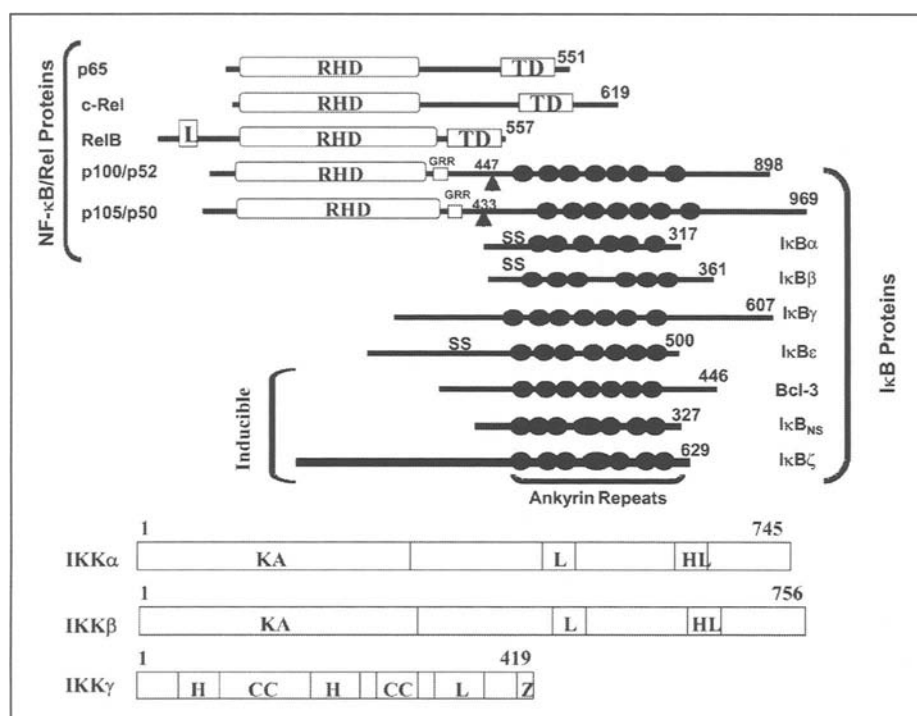 NF-κB/Rel Proteins
p65 RHD TD 551
c-Rel RHD TD 619
RelB L RHD TD 557
p100/p52 RHD GRR 447 898
p105/p50 RHD GRR 433 969
SS 317 IκBα
SS 361 IκBβ
607 IκBγ
SS 500 IκBε
446 Bcl-3
327 IκBNS
629 IκBζ
Inducible
IκB Proteins
Ankyrin Repeats
1 745
IKKα KA L HL
1 756
IKKβ KA L HL
1 419
IKKγ H CC H CC L Z